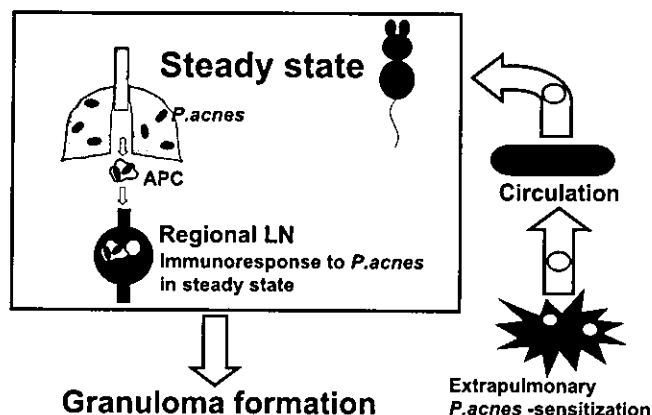 Steady state
P.acnes
APC
Regional LN
Immunoresponse to P.acnes
in steady state
Circulation
Granuloma formation
Extrapulmonary
P.acnes -sensitization